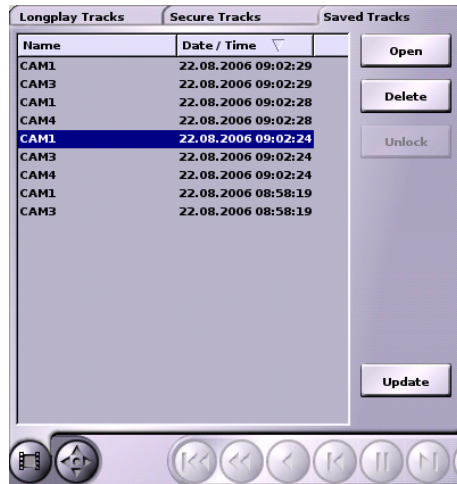 Longplay Tracks Secure Tracks Saved Tracks
Name Date / Time Open
CAM1 22.08.2006 09:02:29
CAM3 22.08.2006 09:02:29
CAM1 22.08.2006 09:02:28 Delete
CAM4 22.08.2006 09:02:28
CAM1 22.08.2006 09:02:24 Unlock
CAM3 22.08.2006 09:02:24
CAM4 22.08.2006 09:02:24
CAM1 22.08.2006 08:58:19
CAM3 22.08.2006 08:58:19
Update